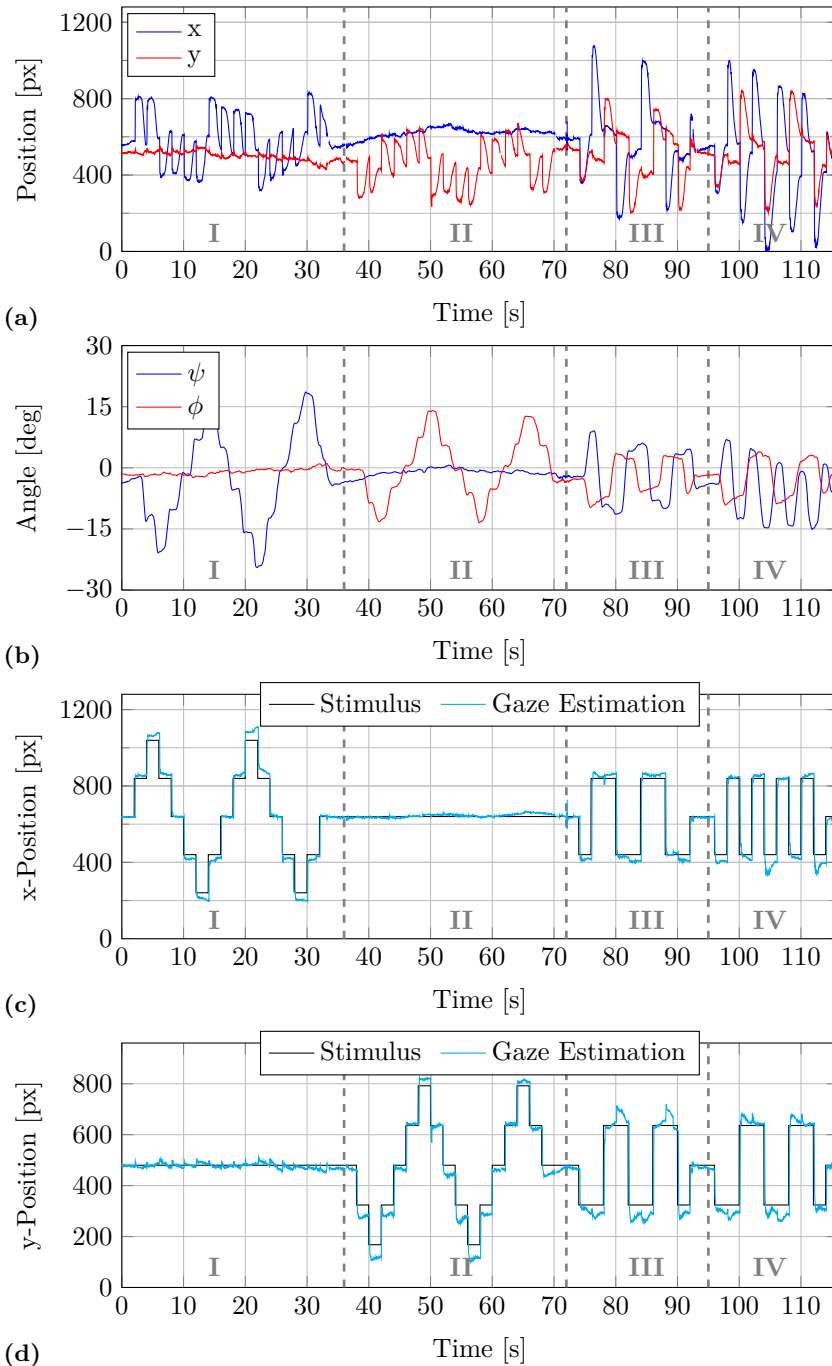 1200
800
400
0
Position [px]
x
y
I
II
III
IV
0 10 20 30 40 50 60 70 80 90 100 110
Time [s]
(a)
30
15
0
−15
−30
Angle [deg]
ψ
ϕ
I
II
III
IV
0 10 20 30 40 50 60 70 80 90 100 110
Time [s]
(b)
1200
800
400
0
x-Position [px]
Stimulus Gaze Estimation
I
II
III
IV
0 10 20 30 40 50 60 70 80 90 100 110
Time [s]
(c)
800
600
400
200
0
y-Position [px]
Stimulus Gaze Estimation
I
II
III
IV
0 10 20 30 40 50 60 70 80 90 100 110
Time [s]
(d)